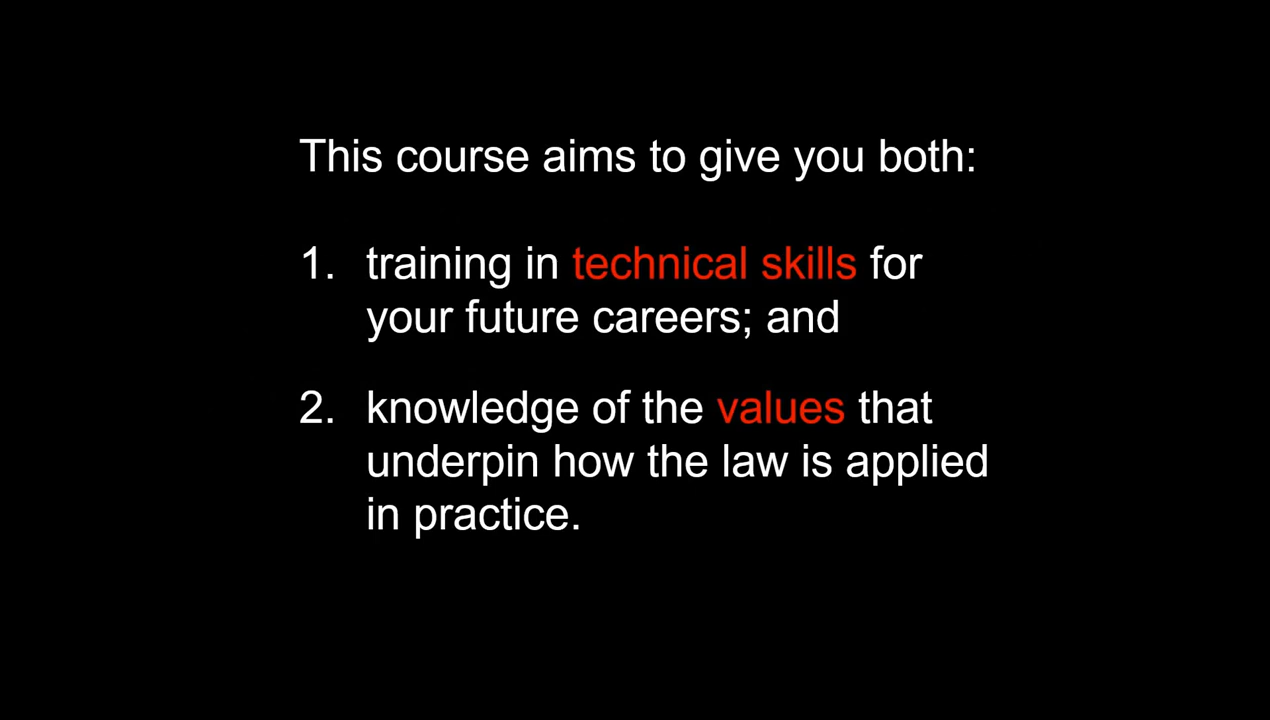 This course aims to give you both:
1. training in technical skills for
your future careers; and
2. knowledge of the values that
underpin how the law is applied
in practice.